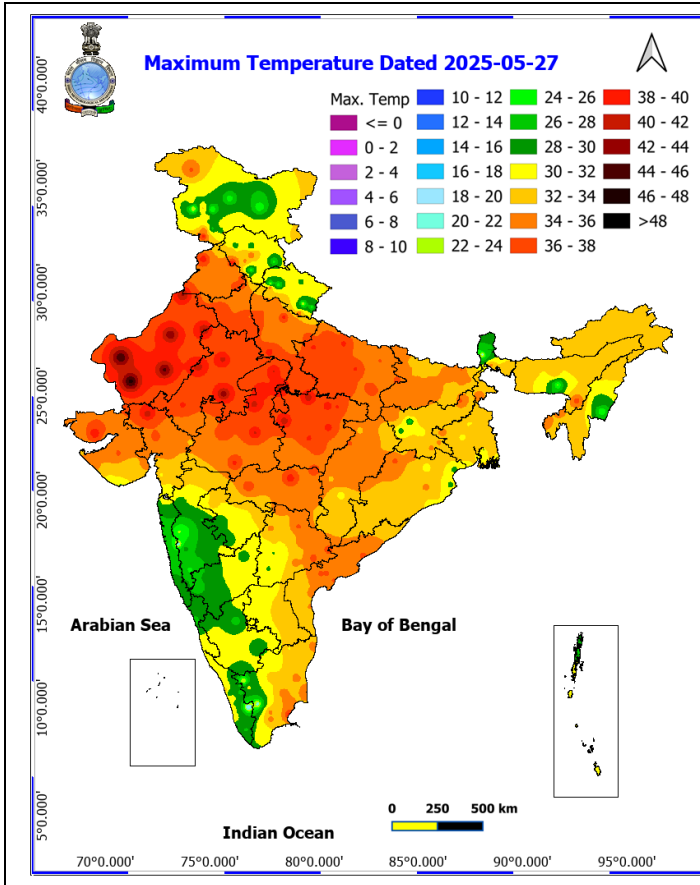 Maximum Temperature Dated 2025-05-27
Max. Temp
<= 0
0 - 2
2 - 4
4 - 6
6 - 8
8 - 10
10 - 12
12 - 14
14 - 16
16 - 18
18 - 20
20 - 22
22 - 24
24 - 26
26 - 28
28 - 30
30 - 32
32 - 34
34 - 36
36 - 38
38 - 40
40 - 42
42 - 44
44 - 46
46 - 48
>48
40°0.000'
35°0.000'
30°0.000'
25°0.000'
20°0.000'
15°0.000'
10°0.000'
5°0.000'
Arabian Sea
Bay of Bengal
Indian Ocean
0 250 500 km
70°0.000' 75°0.000' 80°0.000' 85°0.000' 90°0.000' 95°0.000'